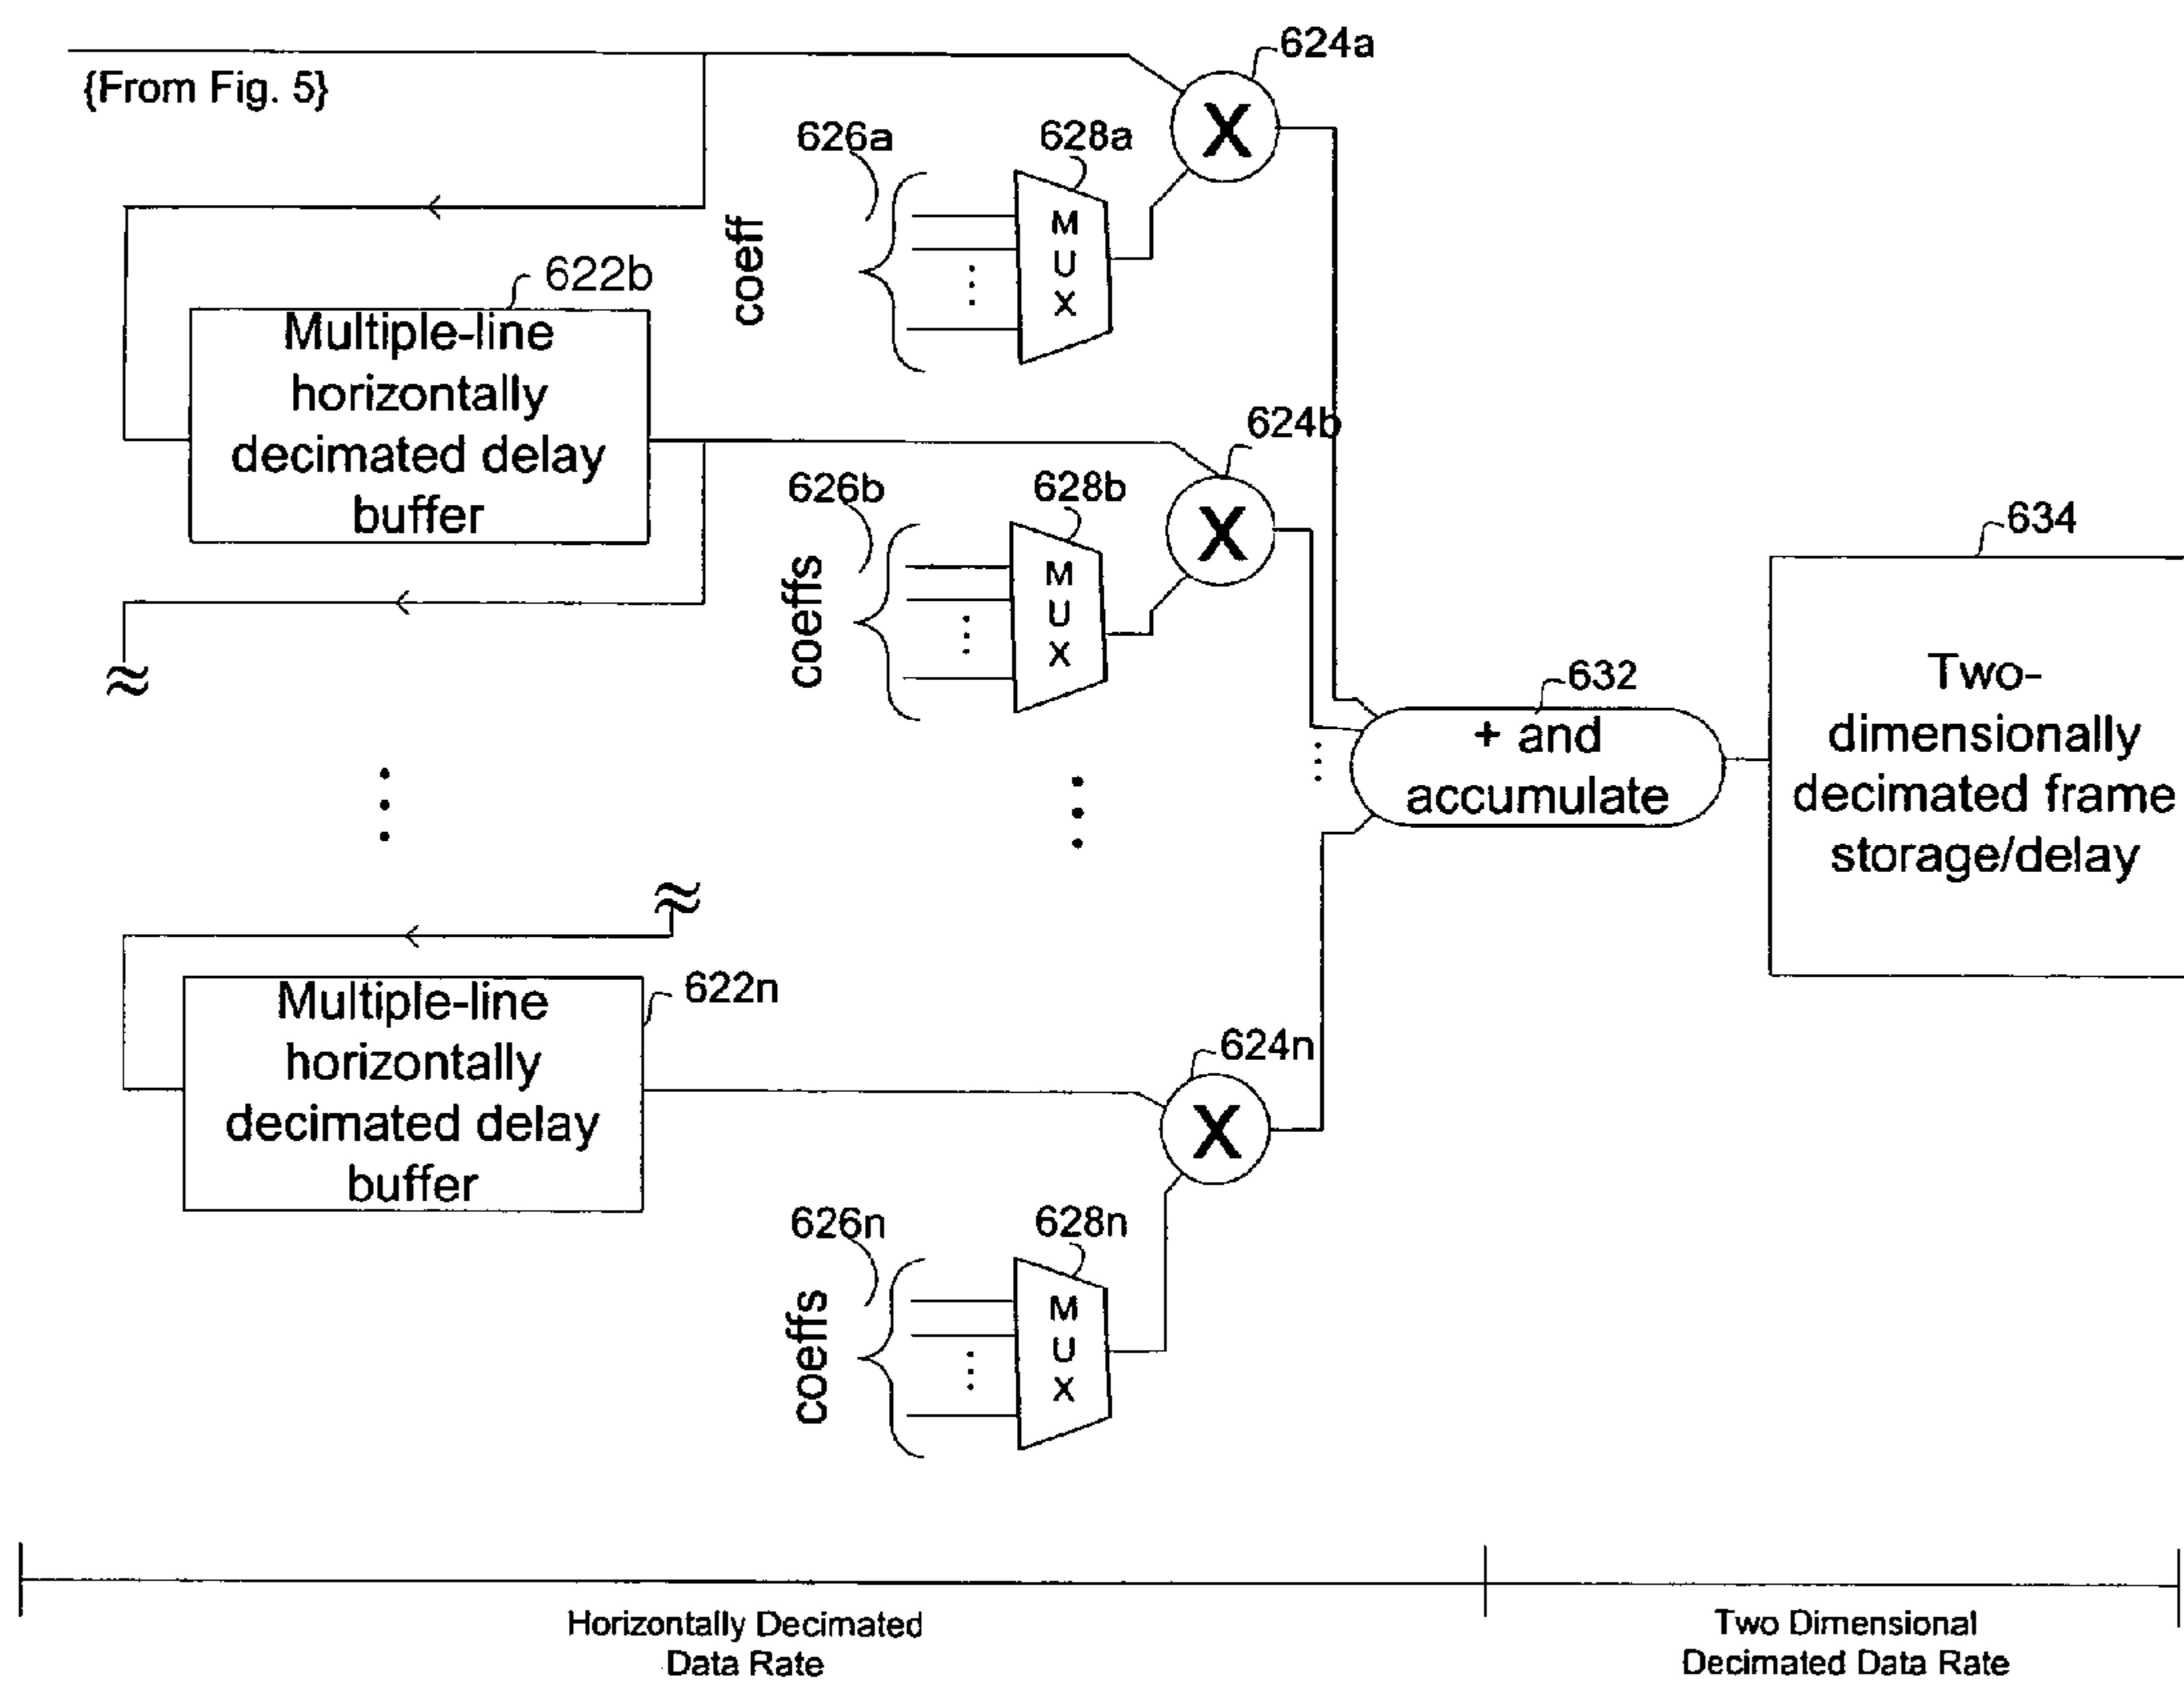 624a
{From Fig. 5}
626a
628a
X
coeff
M
U
X
622b
Multiple-line
horizontally
decimated delay
buffer
624b
626b
628b
X
coeffs
M
U
X
634
632
+ and
accumulate
Two-
dimensionally
decimated frame
storage/delay
622n
Multiple-line
horizontally
decimated delay
buffer
624n
X
626n
628n
coeffs
M
U
X
Horizontally Decimated
Data Rate
Two Dimensional
Decimated Data Rate